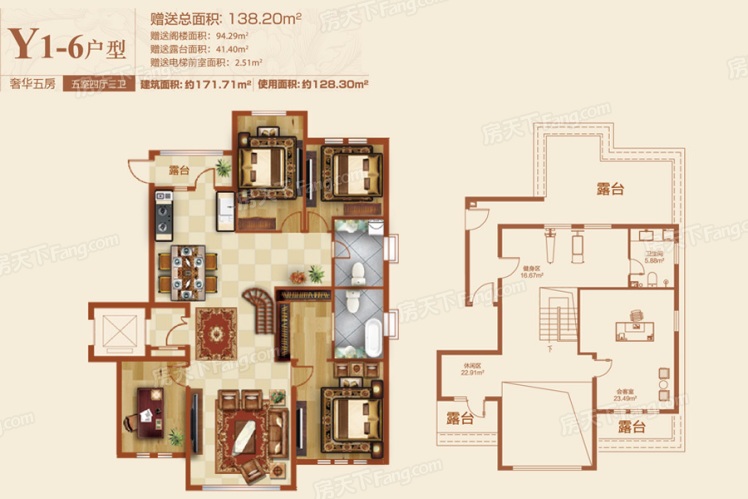 Y1-6户型
赠送总面积: 138.20m²
赠送阁楼面积: 94.29m²
赠送露台面积: 41.40m²
赠送电梯前室面积: 2.51m²
奢华五房
五室四厅三卫
建筑面积: 约171.71m²
使用面积: 约128.30m²
露台
露台
健身区
16.67m²
卫生间
5.88m²
下
休闲区
22.91m²
会客室
23.49m²
露台
露台
房天下Fang.com